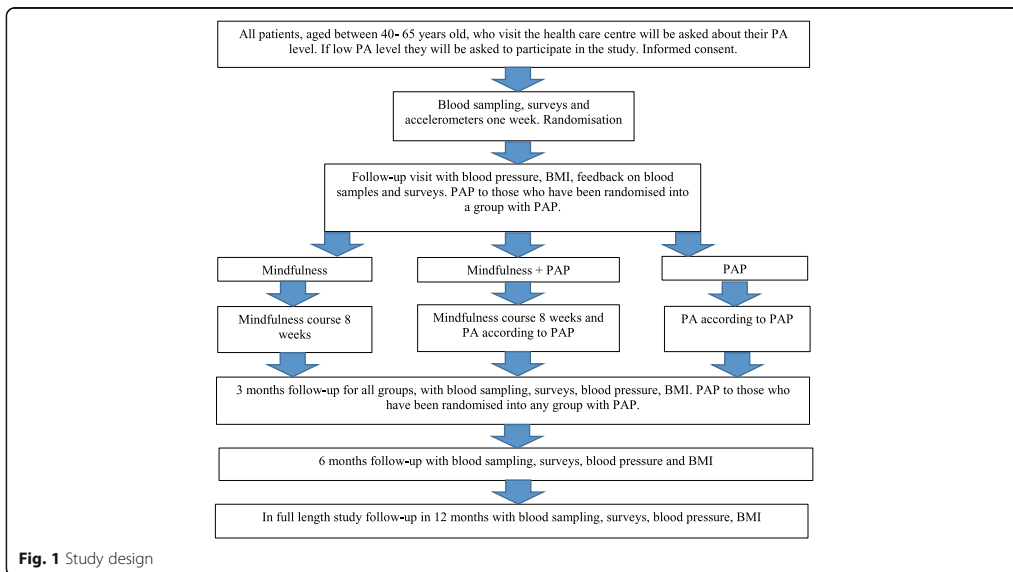 All patients, aged between 40- 65 years old, who visit the health care centre will be asked about their PA
level. If low PA level they will be asked to participate in the study. Informed consent.
Blood sampling, surveys and
accelerometers one week. Randomisation
Follow-up visit with blood pressure, BMI, feedback on blood
samples and surveys. PAP to those who have been randomised into
a group with PAP.
Mindfulness
Mindfulness + PAP
PAP
Mindfulness course 8
weeks
Mindfulness course 8 weeks and
PA according to PAP
PA according to PAP
3 months follow-up for all groups, with blood sampling, surveys, blood pressure, BMI. PAP to those who
have been randomised into any group with PAP.
6 months follow-up with blood sampling, surveys, blood pressure and BMI
In full length study follow-up in 12 months with blood sampling, surveys, blood pressure, BMI
Fig. 1 Study design